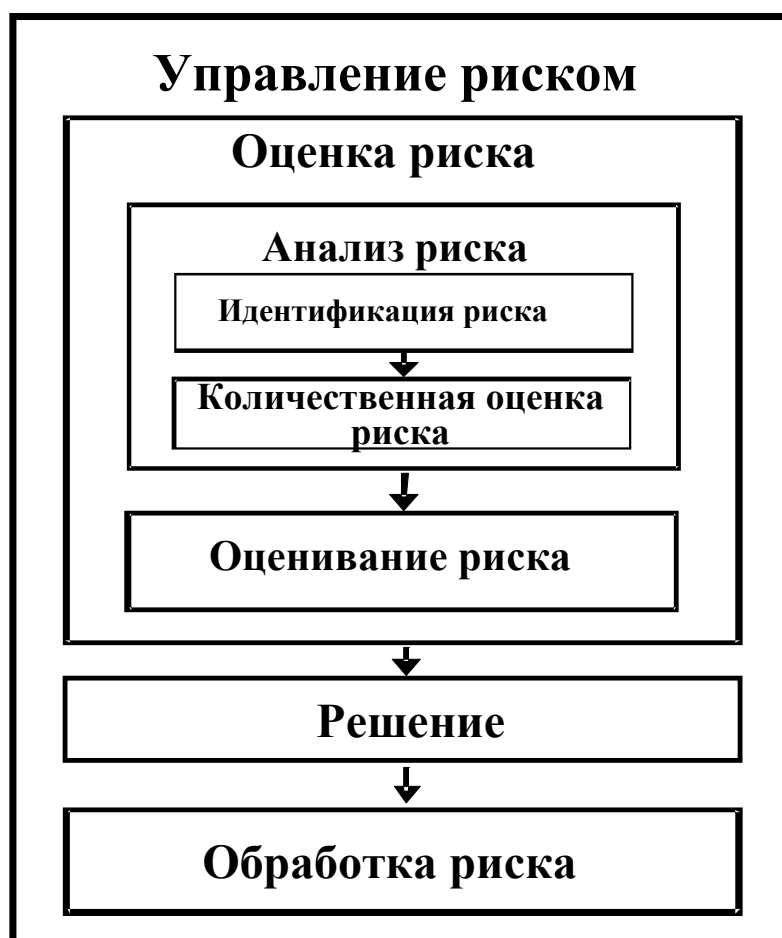 Управление риском
Оценка риска
Анализ риска
Идентификация риска
Количественная оценка
риска
Оценивание риска
Решение
Обработка риска